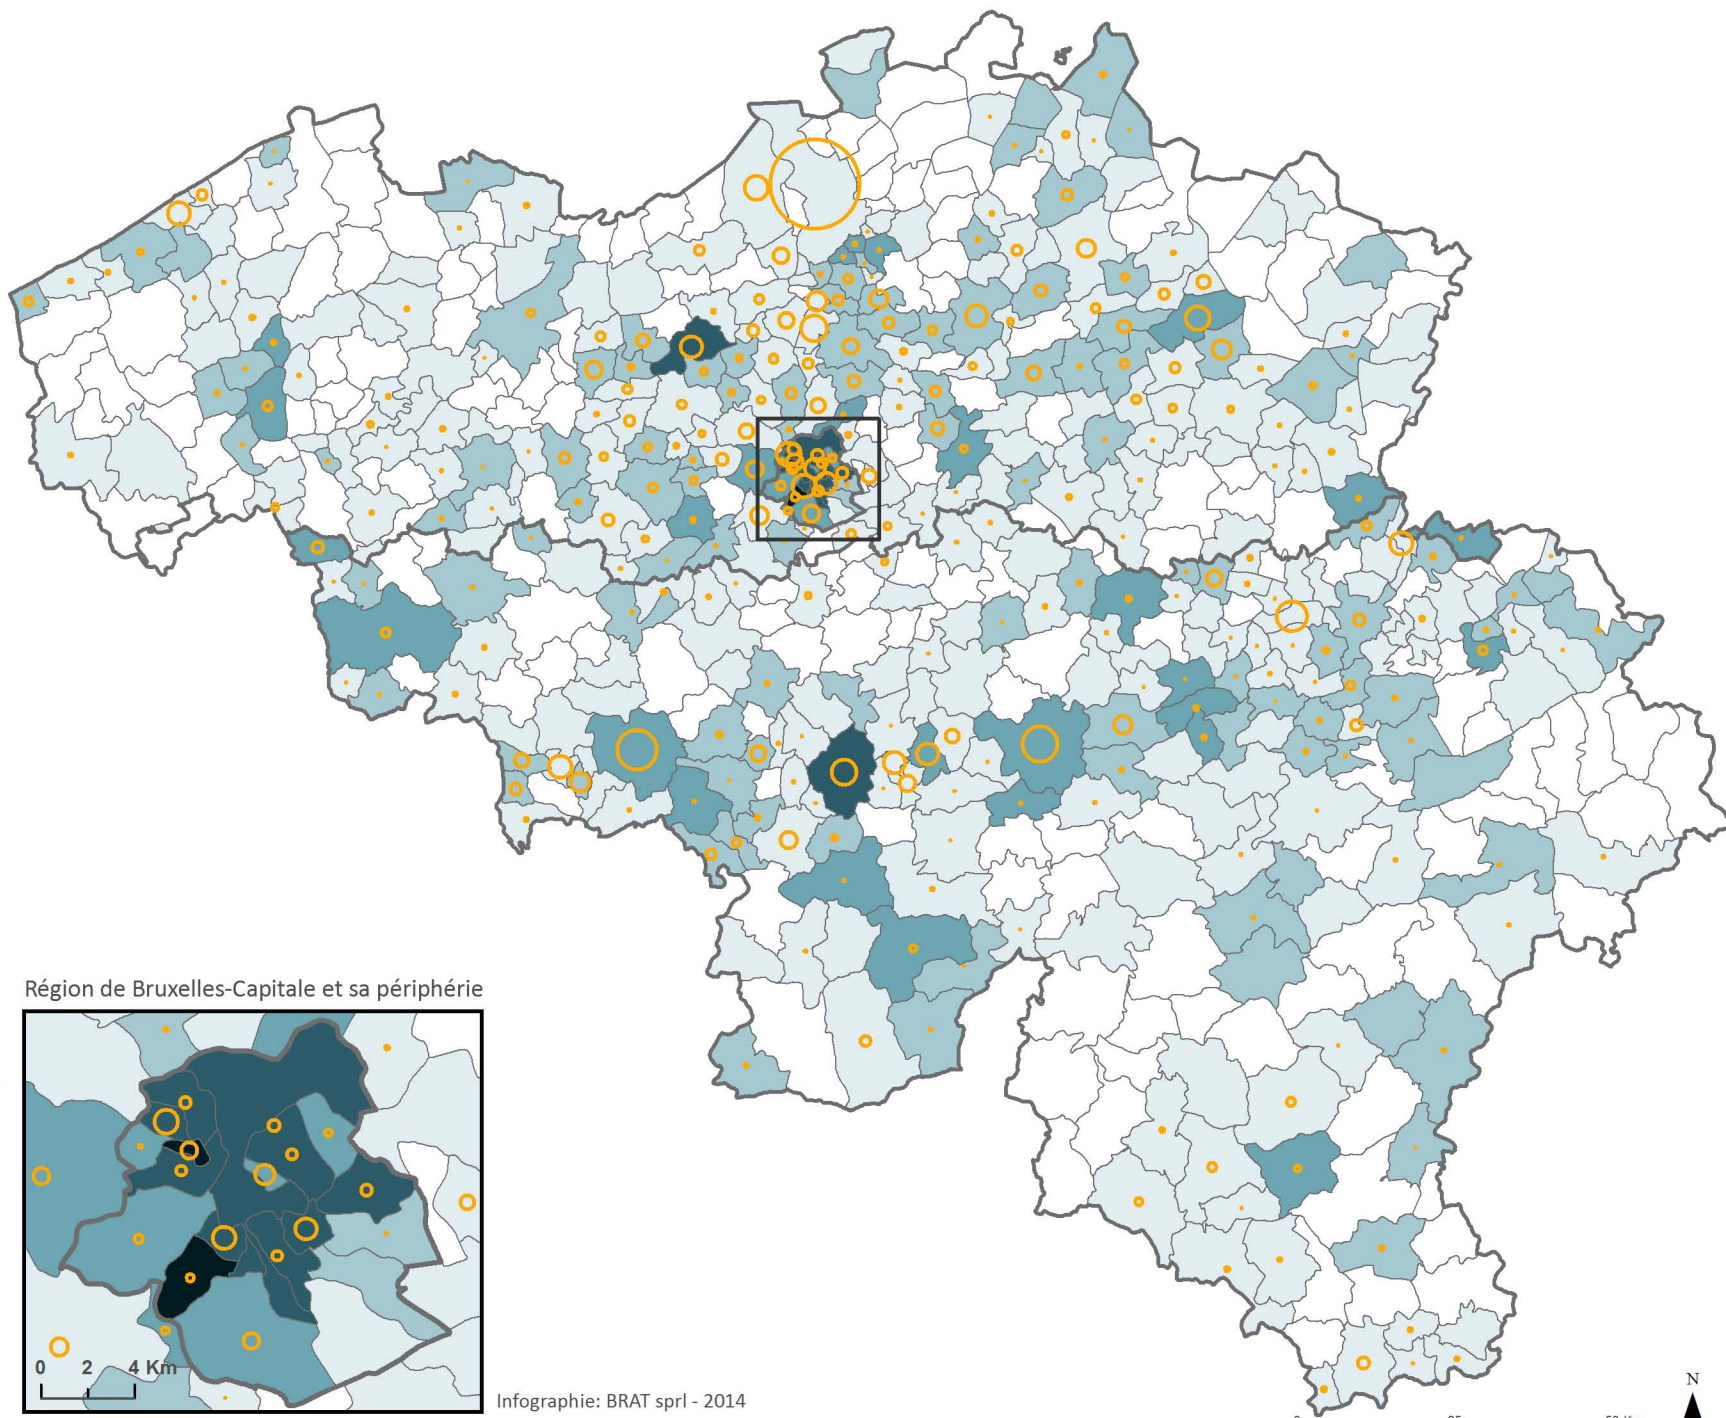 Région de Bruxelles-Capitale et sa périphérie
0 2 4 Km
Infographie: BRAT sprl - 2014
N